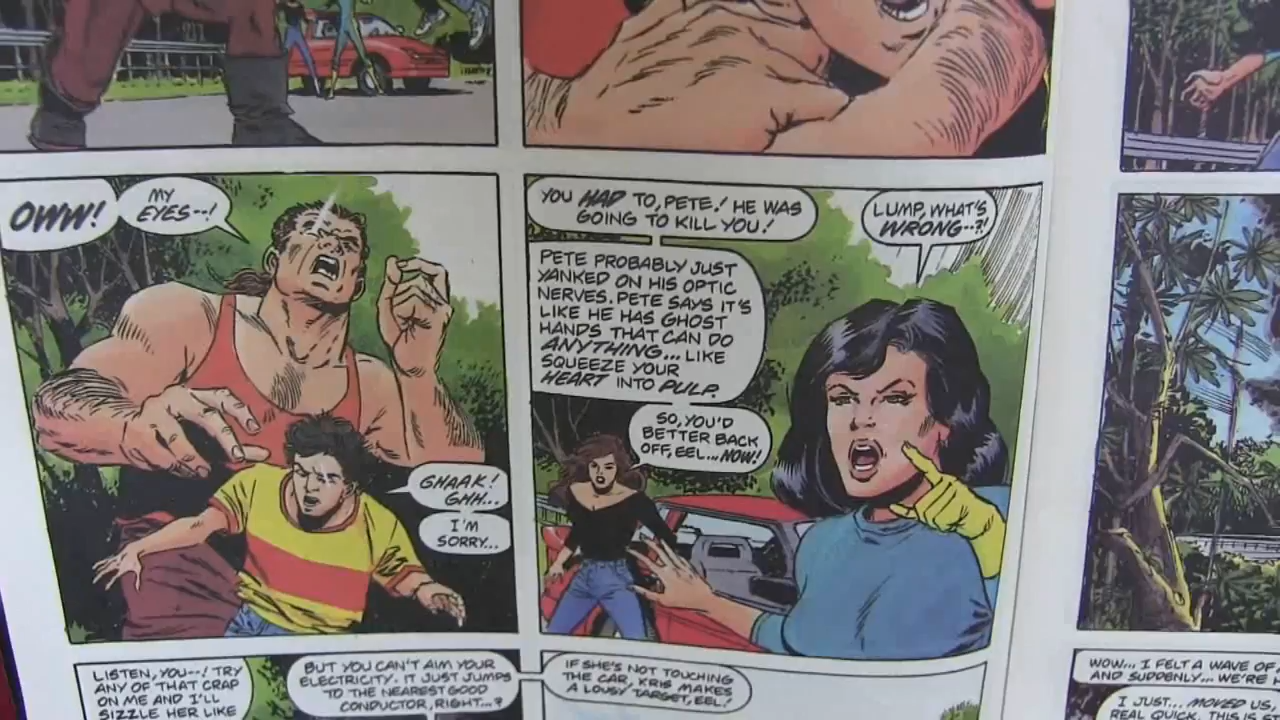 OWW!
MY
EYES--!
GHAAK!
GHH...
I'M
SORRY...
YOU HAD TO, PETE! HE WAS
GOING TO KILL YOU!
LUMP, WHAT'S
WRONG--?!
PETE PROBABLY JUST
YANKED ON HIS OPTIC
NERVES. PETE SAYS IT'S
LIKE HE HAS GHOST
HANDS THAT CAN DO
ANYTHING... LIKE
SQUEEZE YOUR
HEART INTO PULP.
SO, YOU'D
BETTER BACK
OFF, EEL...NOW!
LISTEN, YOU--! TRY
ANY OF THAT CRAP
ON ME AND I'LL
SIZZLE HER LIKE
BUT YOU CAN'T AIM YOUR
ELECTRICITY. IT JUST JUMPS
TO THE NEAREST GOOD
CONDUCTOR, RIGHT...?
IF SHE'S NOT TOUCHING
THE CAR, KRIS MAKES
A LOUSY TARGET, EEL!
WOW... I FELT A WAVE OF
AND SUDDENLY... WE'RE
I JUST... MOVED US,
REAL QUICK. THIS IS